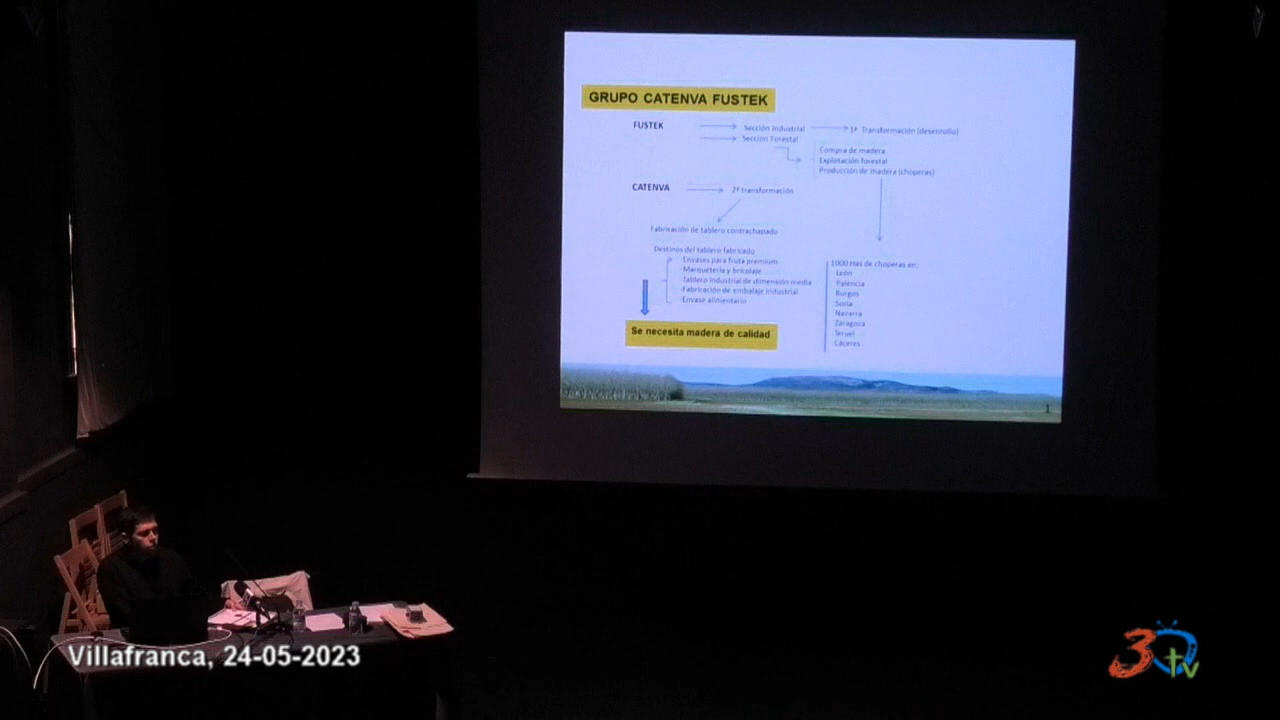 GRUPO CATENVA FUSTEK
FUSTEK
Sección Industrial
1ª Transformación (desenrollo)
Sección Forestal
Compra de madera
Explotación forestal
Producción de madera (choperas)
CATENVA
2ª transformación
Fabricación de tablero contrachapado
Destinos del tablero fabricado
-Envases para fruta premium
-Marquetería y bricolaje
-Tablero industrial de dimensión media
-Fabricación de embalaje industrial
-Envase alimentario
Se necesita madera de calidad
1000 Has de choperas en:
León
Palencia
Burgos
Soria
Navarra
Zaragoza
Teruel
Cáceres
1
Villafranca, 24-05-2023
3 tv